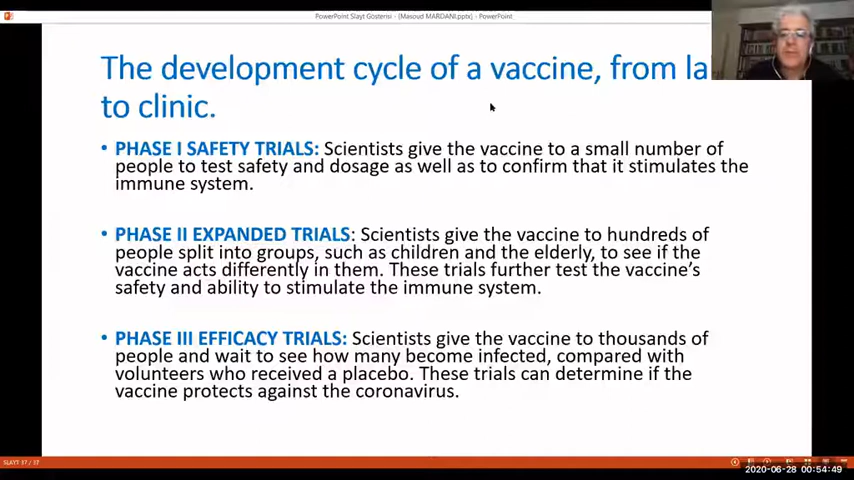 PowerPoint Slayt Gösterisi - [Masoud MARDANI.pptx] - PowerPoint
The development cycle of a vaccine, from la
to clinic.
• PHASE I SAFETY TRIALS: Scientists give the vaccine to a small number of
people to test safety and dosage as well as to confirm that it stimulates the
immune system.
• PHASE II EXPANDED TRIALS: Scientists give the vaccine to hundreds of
people split into groups, such as children and the elderly, to see if the
vaccine acts differently in them. These trials further test the vaccine's
safety and ability to stimulate the immune system.
• PHASE III EFFICACY TRIALS: Scientists give the vaccine to thousands of
people and wait to see how many become infected, compared with
volunteers who received a placebo. These trials can determine if the
vaccine protects against the coronavirus.
SLAYT 37 / 37
2020-06-28 00:54:49